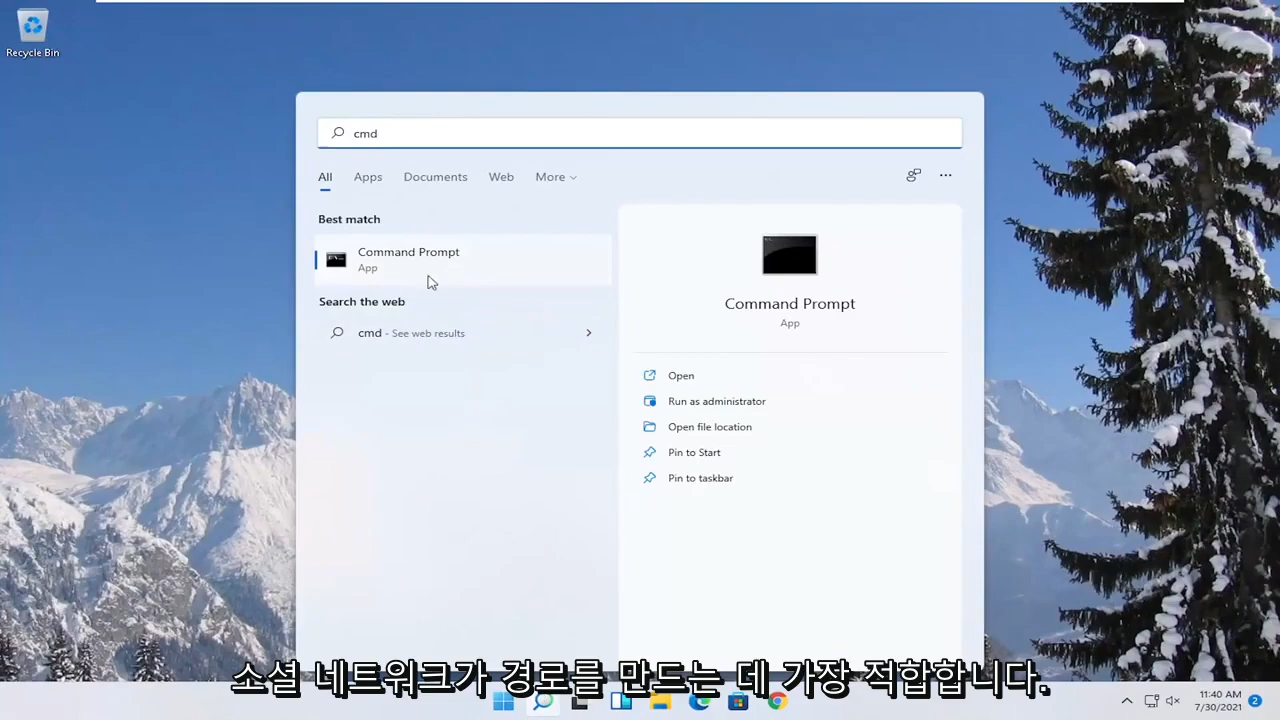 Recycle Bin
cmd
All Apps Documents Web More
Best match
Command Prompt
App
Search the web
cmd - See web results
Command Prompt
App
Open
Run as administrator
Open file location
Pin to Start
Pin to taskbar
소셜 네트워크가 경로를 만드는 데 가장 적합합니다.
11:40 AM
7/30/2021
2